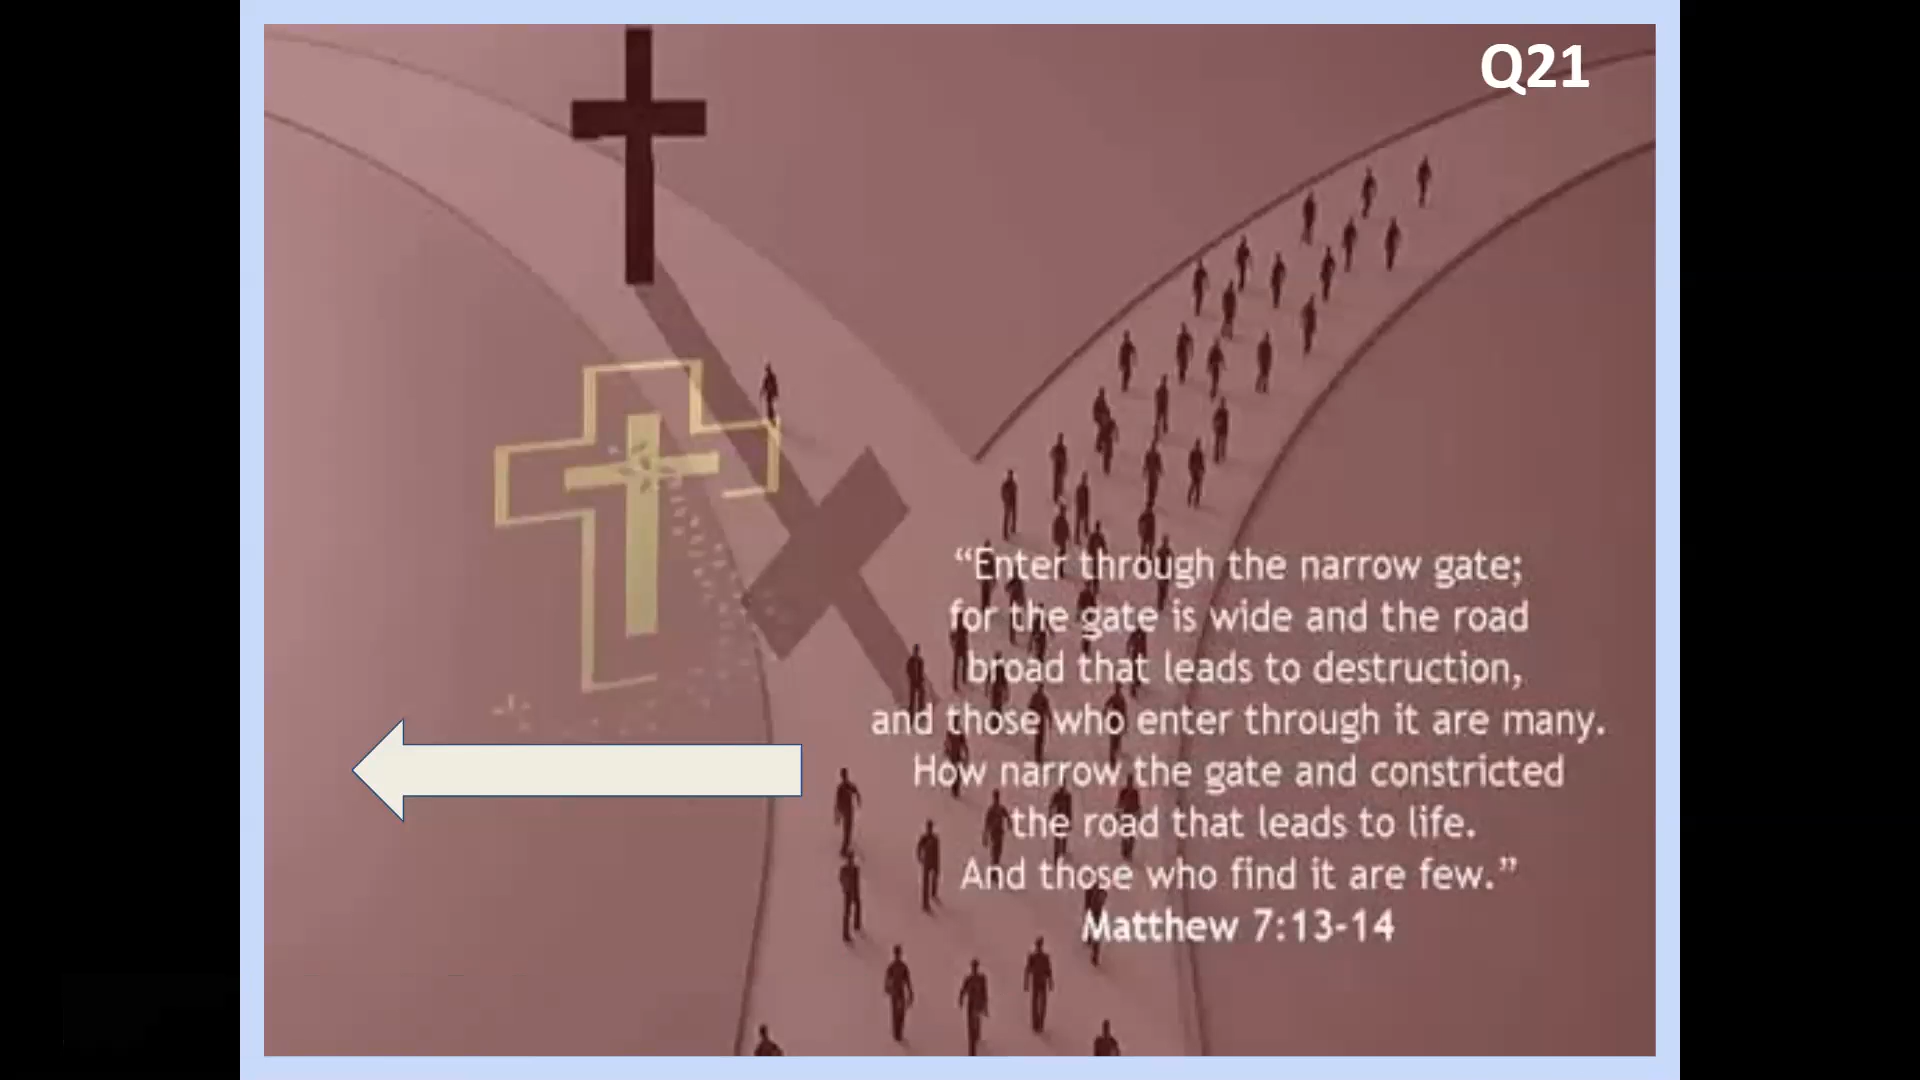 Q21
“Enter through the narrow gate;
for the gate is wide and the road
broad that leads to destruction,
and those who enter through it are many.
How narrow the gate and constricted
the road that leads to life.
And those who find it are few.”
Matthew 7:13-14